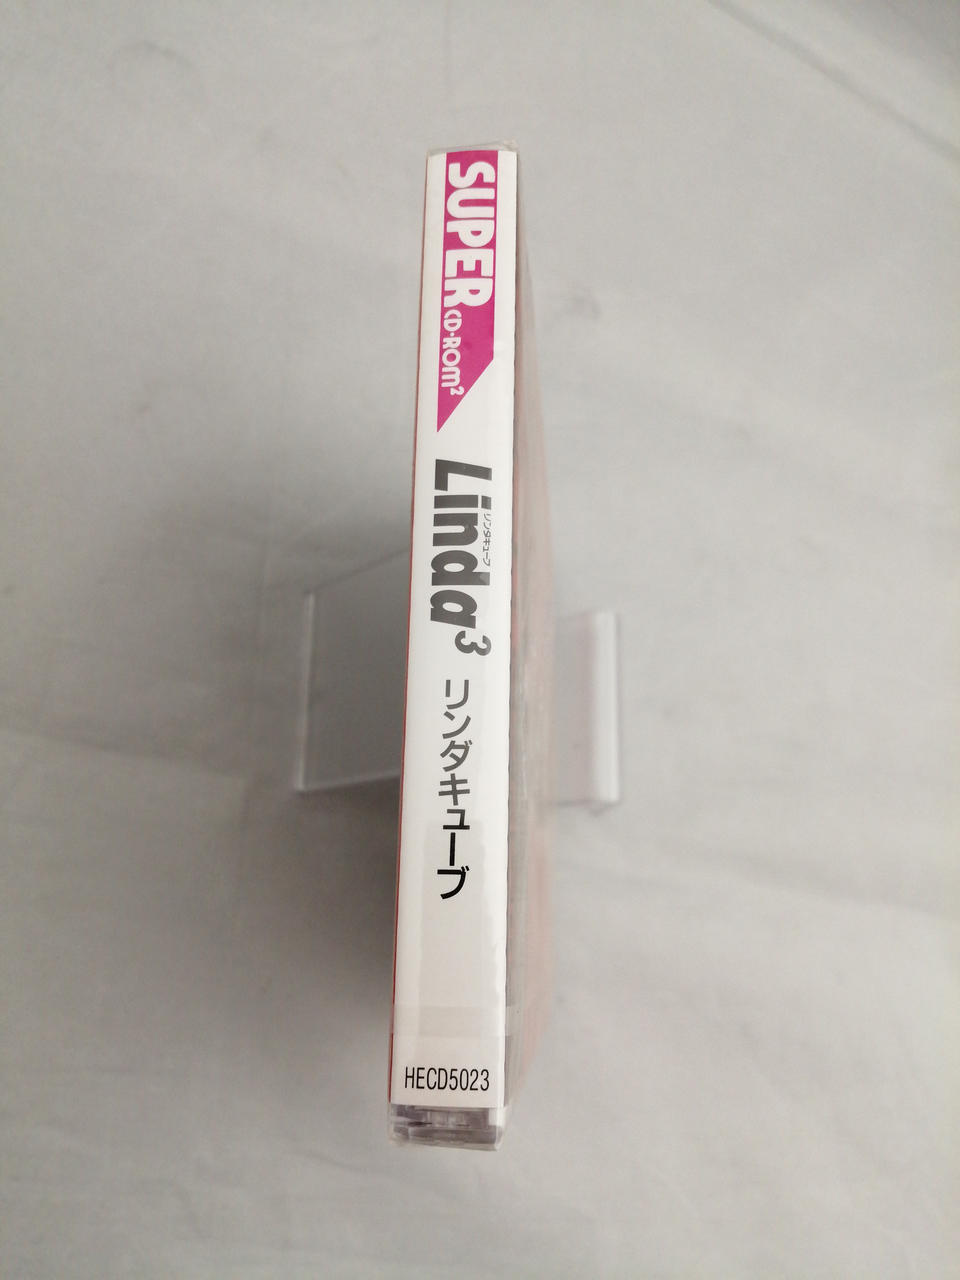 SUPER
CD-ROM²
Linda³
リンダキューブ
リンダキューブ
HECD5023